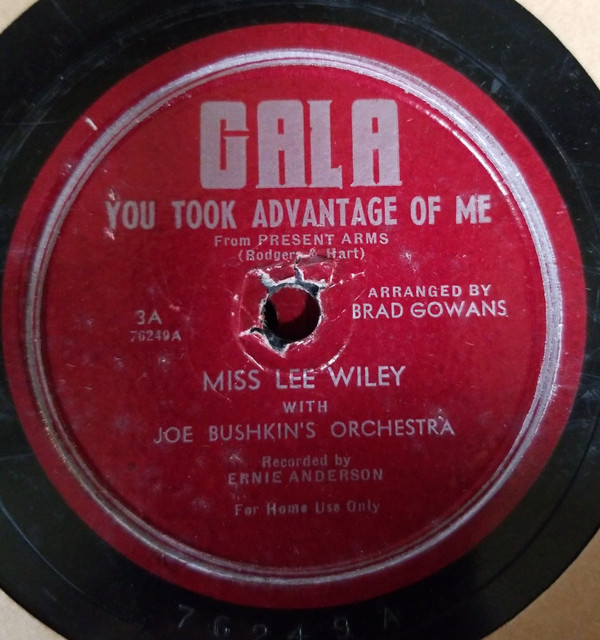 GALA
YOU TOOK ADVANTAGE OF ME
From PRESENT ARMS
(Rodgers & Hart)
ARRANGED BY
BRAD GOWANS
3A
76249A
MISS LEE WILEY
WITH
JOE BUSHKIN'S ORCHESTRA
Recorded by
ERNIE ANDERSON
For Home Use Only
76249A